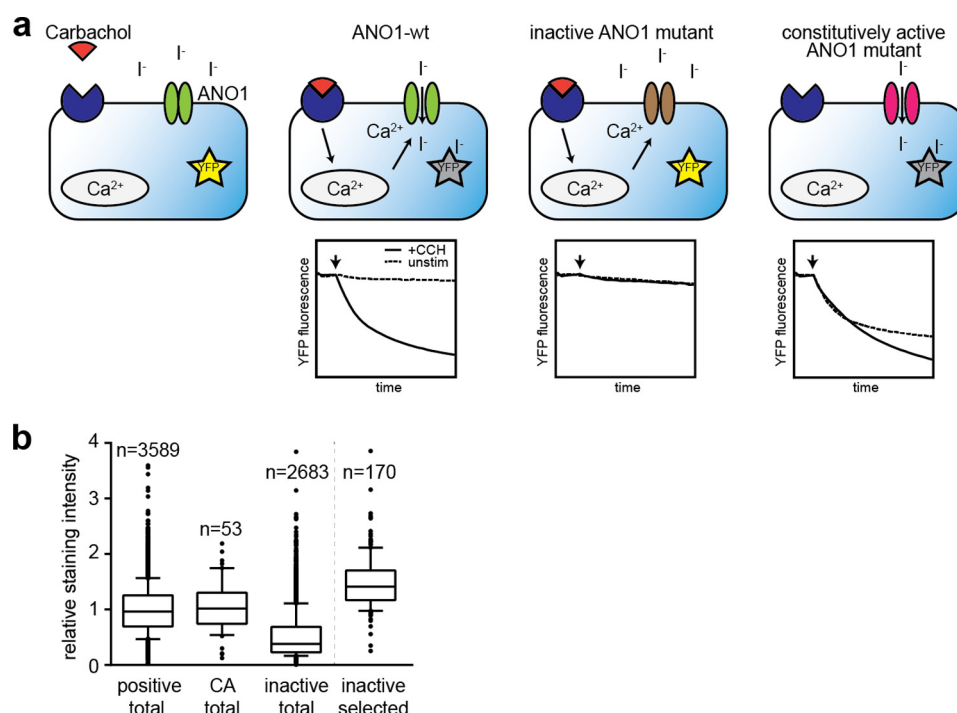 a
Carbachol
I-
I-
I-
ANO1
YFP
Ca2+
ANO1-wt
I-
Ca2+
I-
I-
YFP
Ca2+
inactive ANO1 mutant
I-
I-
I-
Ca2+
YFP
Ca2+
constitutively active
ANO1 mutant
I-
I-
I-
YFP
Ca2+
YFP fluorescence
+CCH
unstim
time
YFP fluorescence
time
YFP fluorescence
time
b
relative staining intensity
4
3
2
1
0
n=3589
n=53
n=2683
n=170
positive
total
CA
total
inactive
total
inactive
selected